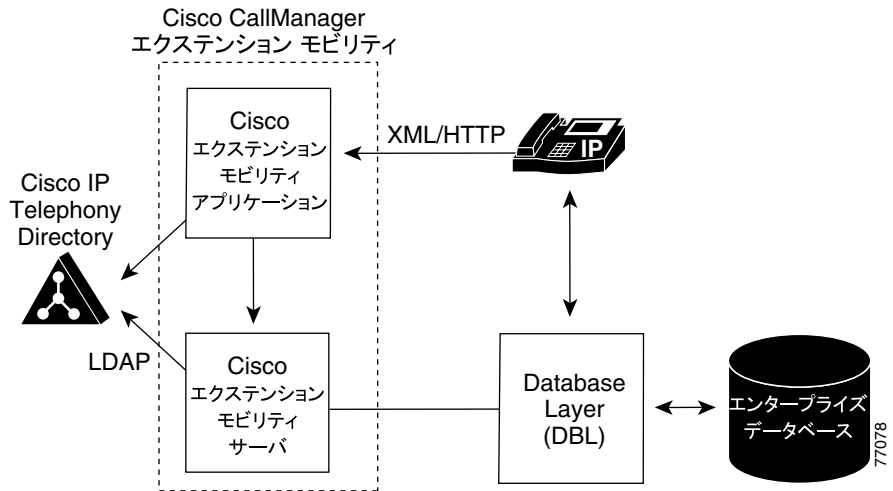 Cisco CallManager
エクステンション モビリティ
Cisco
エクステンション
モビリティ
アプリケーション
XML/HTTP
IP
Cisco IP
Telephony
Directory
LDAP
Cisco
エクステンション
モビリティ
サーバ
Database
Layer
(DBL)
エンタープライズ
データベース
77078